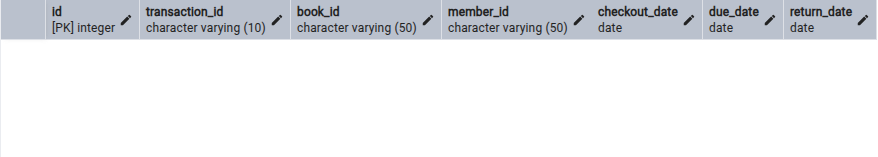 id transaction_id book_id member_id checkout_date due_date return_date
[PK] integer character varying (10) character varying (50) character varying (50) date date date